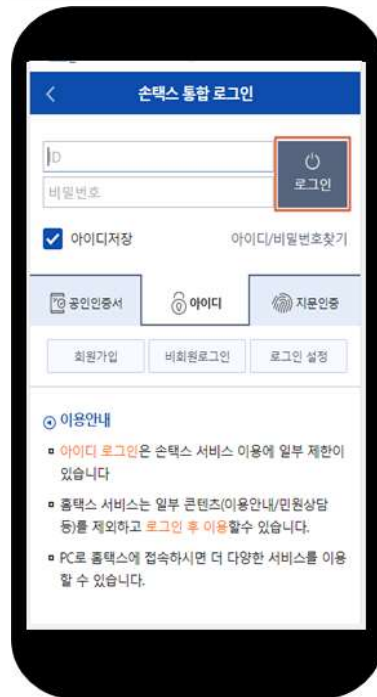 손택스 통합 로그인
ID
로그인
비밀번호
아이디저장
아이디/비밀번호찾기
공인인증서
아이디
지문인증
회원가입
비회원로그인
로그인 설정
이용안내
아이디 로그인은 손택스 서비스 이용에 일부 제한이
있습니다
홈택스 서비스는 일부 콘텐츠(이용안내/민원상담
등)를 제외하고 로그인 후 이용할수 있습니다.
PC로 홈택스에 접속하시면 더 다양한 서비스를 이용
할 수 있습니다.